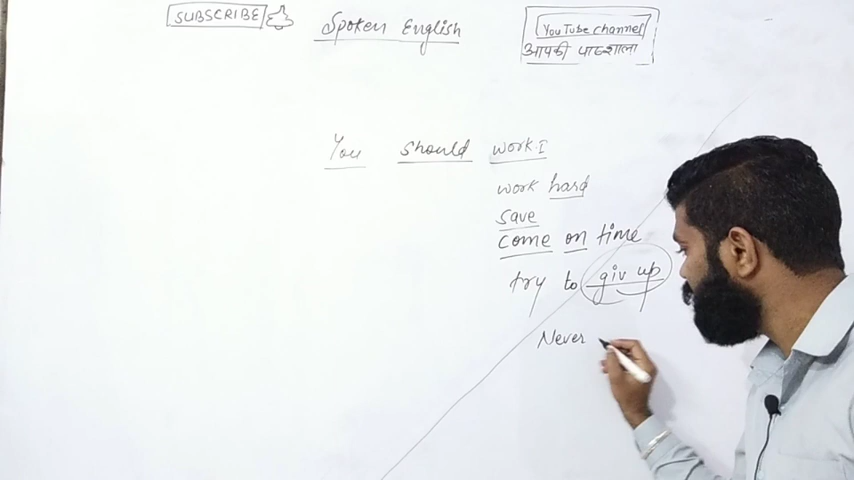 SUBSCRIBE
Spoken English
YouTube channel
आपकी पाठशाला
You should work.I
work hard
save
come on time
try to giv up
Never